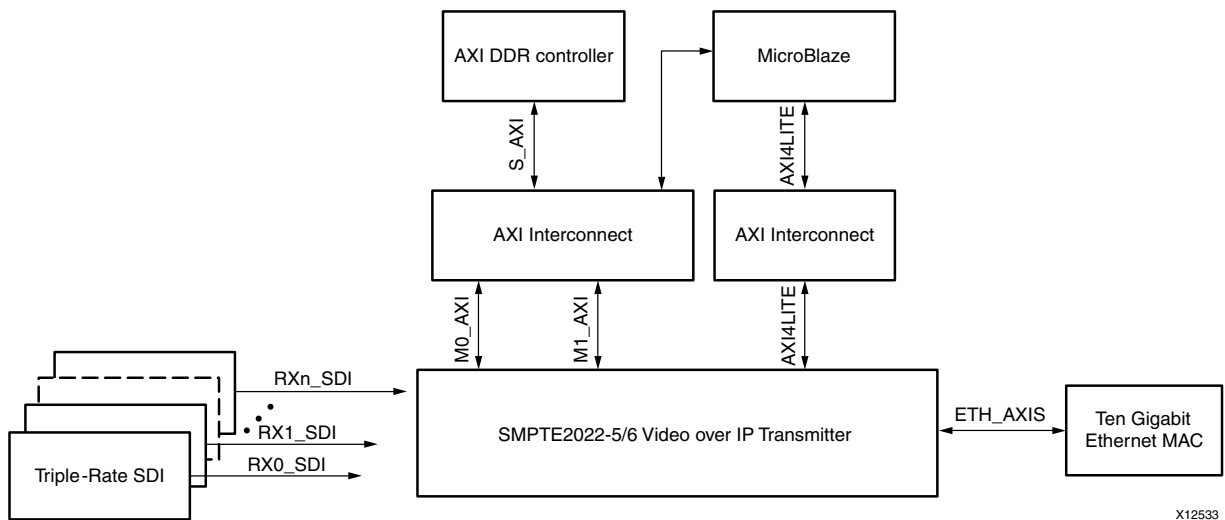 AXI DDR controller
MicroBlaze
S_AXI
AXI4LITE
AXI Interconnect
AXI Interconnect
M0_AXI
M1_AXI
AXI4LITE
RXn_SDI
RX1_SDI
RX0_SDI
Triple-Rate SDI
SMPTE2022-5/6 Video over IP Transmitter
ETH_AXIS
Ten Gigabit
Ethernet MAC
X12533